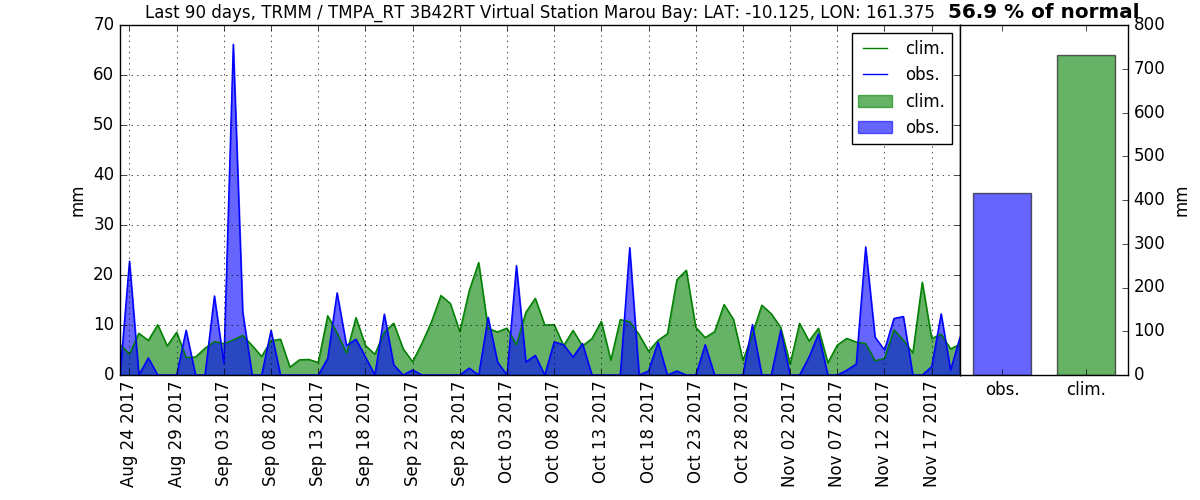 Last 90 days, TRMM / TMPA_RT 3B42RT Virtual Station Marou Bay: LAT: -10.125, LON: 161.375
56.9 % of normal
70
60
50
40
30
20
10
0
mm
clim.
obs.
clim.
obs.
Aug 24 2017
Aug 29 2017
Sep 03 2017
Sep 08 2017
Sep 13 2017
Sep 18 2017
Sep 23 2017
Sep 28 2017
Oct 03 2017
Oct 08 2017
Oct 13 2017
Oct 18 2017
Oct 23 2017
Oct 28 2017
Nov 02 2017
Nov 07 2017
Nov 12 2017
Nov 17 2017
800
700
600
500
400
300
200
100
0
mm
obs.
clim.